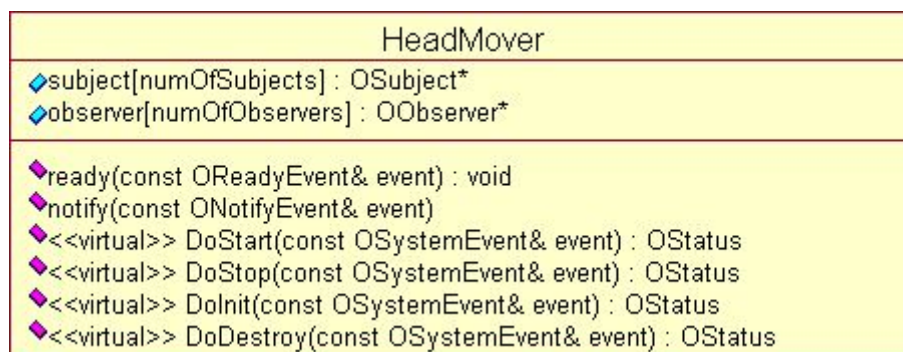 HeadMover
subject[numOfSubjects] : OSubject*
observer[numOfObservers] : OObserver*
ready(const OReadyEvent& event) : void
notify(const ONotifyEvent& event)
<<virtual>> DoStart(const OSystemEvent& event) : OStatus
<<virtual>> DoStop(const OSystemEvent& event) : OStatus
<<virtual>> DoInit(const OSystemEvent& event) : OStatus
<<virtual>> DoDestroy(const OSystemEvent& event) : OStatus